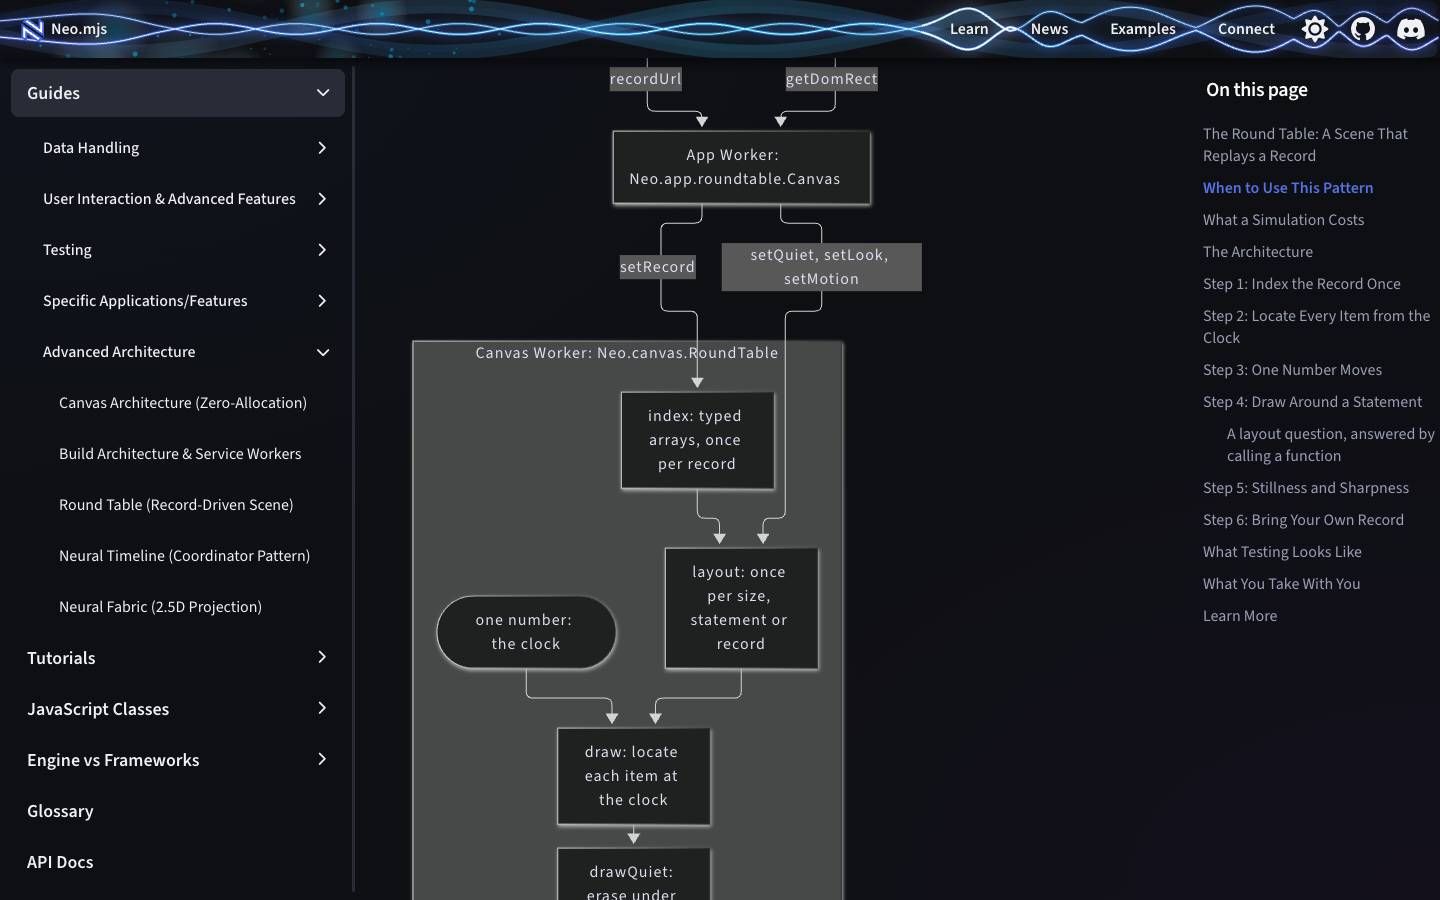 Neo.mjs
Learn
News
Examples
Connect
Guides
Data Handling
User Interaction & Advanced Features
Testing
Specific Applications/Features
Advanced Architecture
Canvas Architecture (Zero-Allocation)
Build Architecture & Service Workers
Round Table (Record-Driven Scene)
Neural Timeline (Coordinator Pattern)
Neural Fabric (2.5D Projection)
Tutorials
JavaScript Classes
Engine vs Frameworks
Glossary
API Docs
recordUrl
getDomRect
App Worker:
Neo.app.roundtable.Canvas
setRecord
setQuiet, setLook,
setMotion
Canvas Worker: Neo.canvas.RoundTable
index: typed
arrays, once
per record
layout: once
per size,
statement or
record
one number:
the clock
draw: locate
each item at
the clock
drawQuiet:
erase under
On this page
The Round Table: A Scene That
Replays a Record
When to Use This Pattern
What a Simulation Costs
The Architecture
Step 1: Index the Record Once
Step 2: Locate Every Item from the
Clock
Step 3: One Number Moves
Step 4: Draw Around a Statement
A layout question, answered by
calling a function
Step 5: Stillness and Sharpness
Step 6: Bring Your Own Record
What Testing Looks Like
What You Take With You
Learn More